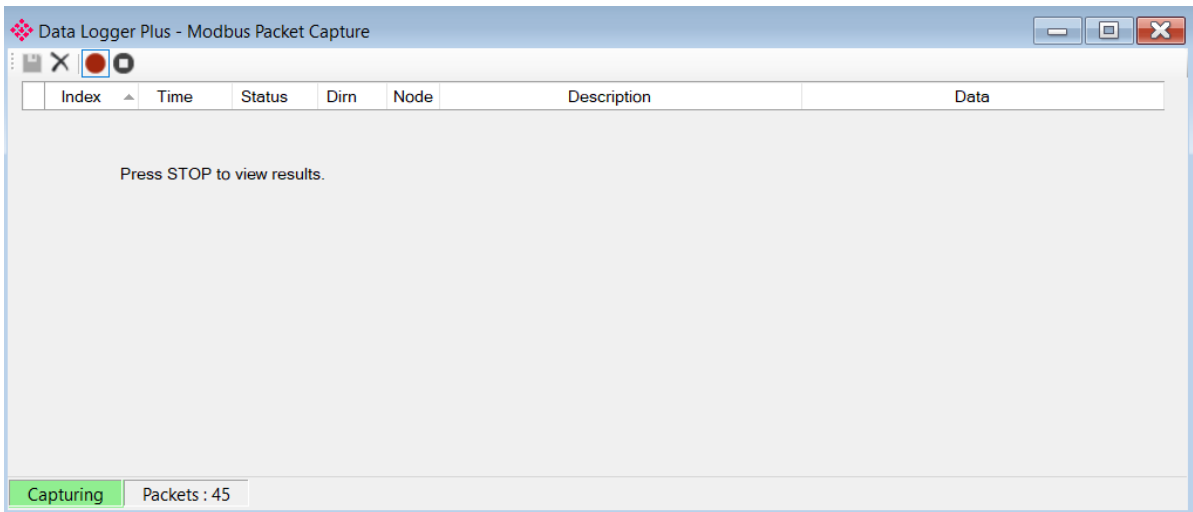 Data Logger Plus - Modbus Packet Capture
Index Time Status Dirn Node Description Data
Press STOP to view results.
Capturing Packets : 45